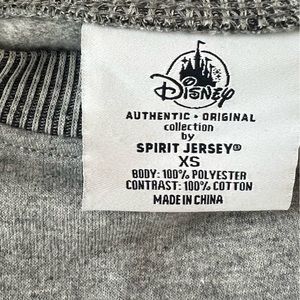 Disney
AUTHENTIC • ORIGINAL
collection
by
SPIRIT JERSEY®
XS
BODY: 100% POLYESTER
CONTRAST: 100% COTTON
MADE IN CHINA